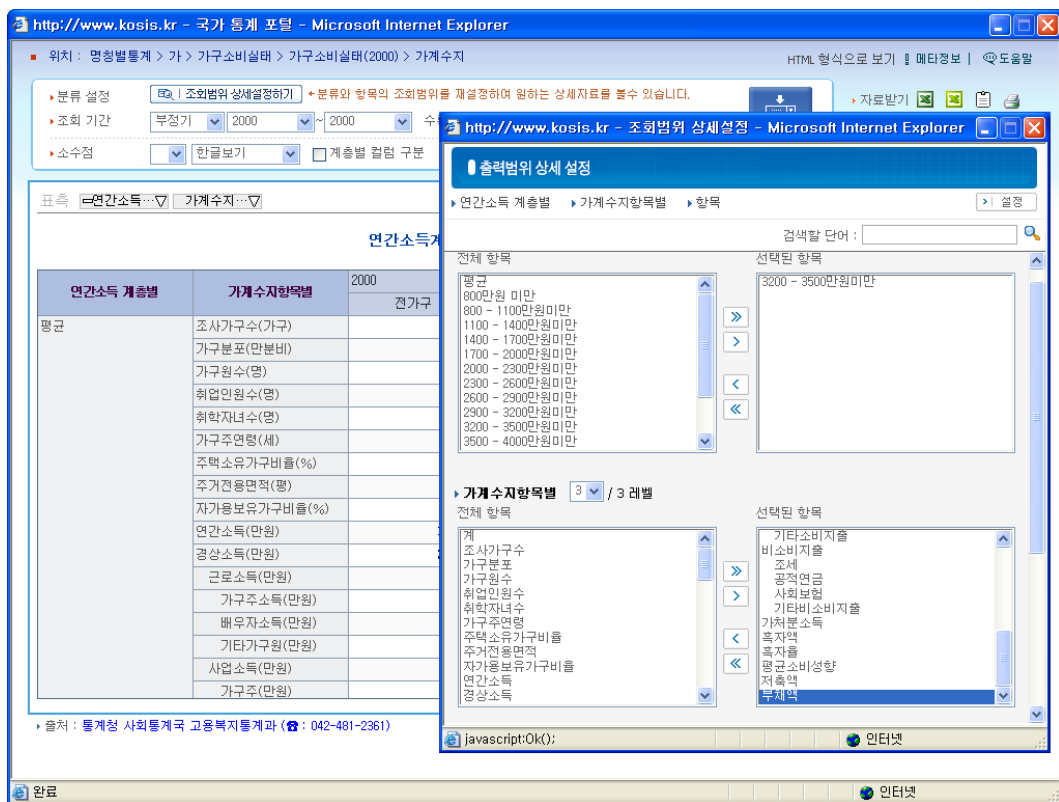 http://www.kosis.kr - 국가 통계 포털 - Microsoft Internet Explorer
위치 : 명칭별통계 > 가 > 가구소비실태 > 가구소비실태(2000) > 가계수지
HTML 형식으로 보기 메타정보 | 도움말
분류 설정 조회범위 상세설정하기 분류와 항목의 조회범위를 재설정하여 원하는 상세자료를 볼수 있습니다.
자료받기
조회 기간 부정기 2000 ~ 2000
소수점 한글보기 계층별 컬럼 구분
표측 연간소득… 가계수지…
연간소득계
연간소득 계층별 가계수지항목별 2000
전가구
평균 조사가구수(가구)
가구분포(만분비)
가구원수(명)
취업인원수(명)
취학자녀수(명)
가구주연령(세)
주택소유가구비율(%)
주거전용면적(평)
자가용보유가구비율(%)
연간소득(만원)
경상소득(만원)
근로소득(만원)
가구주소득(만원)
배우자소득(만원)
기타가구원(만원)
사업소득(만원)
가구주(만원)
출처 : 통계청 사회통계국 고용복지통계과 (☎ : 042-481-2361)
완료
인터넷
http://www.kosis.kr - 조회범위 상세설정 - Microsoft Internet Explorer
출력범위 상세 설정
연간소득 계층별 가계수지항목별 항목 설정
검색할 단어 :
전체 항목
평균
800만원 미만
800 - 1100만원미만
1100 - 1400만원미만
1400 - 1700만원미만
1700 - 2000만원미만
2000 - 2300만원미만
2300 - 2600만원미만
2600 - 2900만원미만
2900 - 3200만원미만
3200 - 3500만원미만
3500 - 4000만원미만
선택된 항목
3200 - 3500만원미만
가계수지항목별 3 / 3 레벨
전체 항목
계
조사가구수
가구분포
가구원수
취업인원수
취학자녀수
가구주연령
주택소유가구비율
주거전용면적
자가용보유가구비율
연간소득
경상소득
선택된 항목
기타소비지출
비소비지출
조세
공적연금
사회보험
기타비소비지출
가처분소득
흑자액
흑자율
평균소비성향
저축액
부채액
javascript:Ok();
인터넷